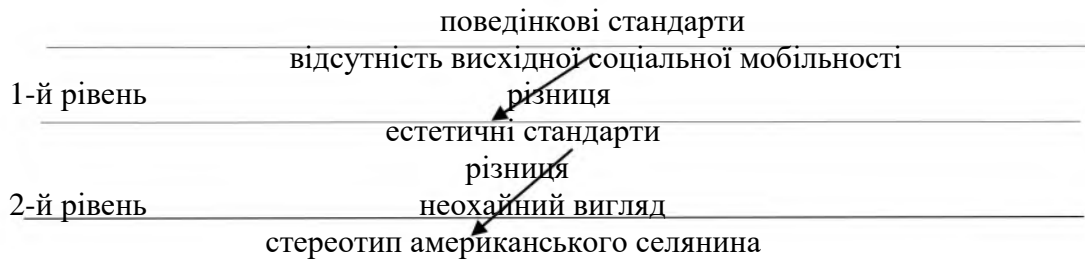 поведінкові стандарти
відсутність висхідної соціальної мобільності
1-й рівень різниця
естетичні стандарти
різниця
2-й рівень неохайний вигляд
стереотип американського селянина